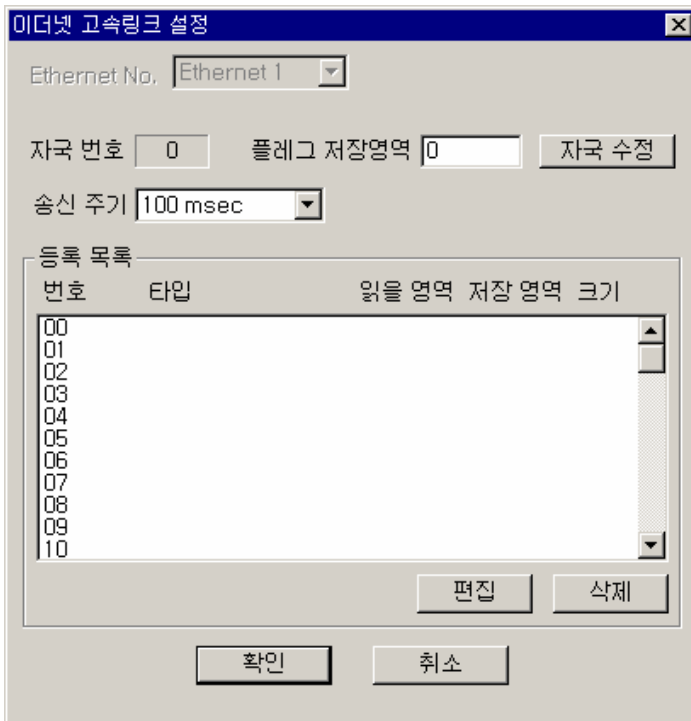 이더넷 고속링크 설정
Ethernet No. Ethernet 1
자국 번호 0 플레그 저장영역 0 자국 수정
송신 주기 100 msec
등록 목록
번호 타입 읽을 영역 저장 영역 크기
00
01
02
03
04
05
06
07
08
09
10
편집 삭제
확인 취소